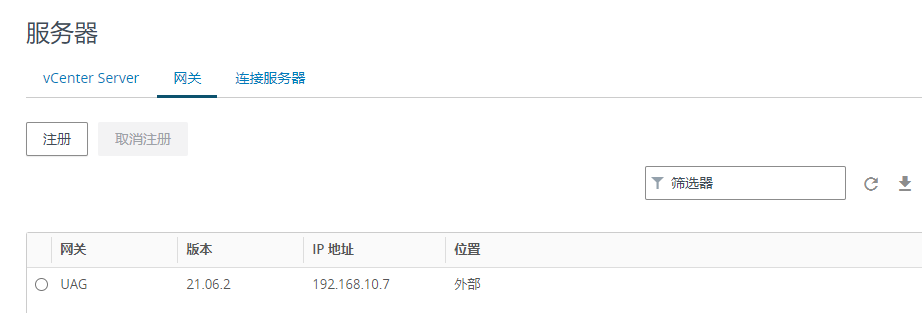 服务器
vCenter Server 网关 连接服务器
注册 取消注册
筛选器
网关 版本 IP 地址 位置
UAG 21.06.2 192.168.10.7 外部